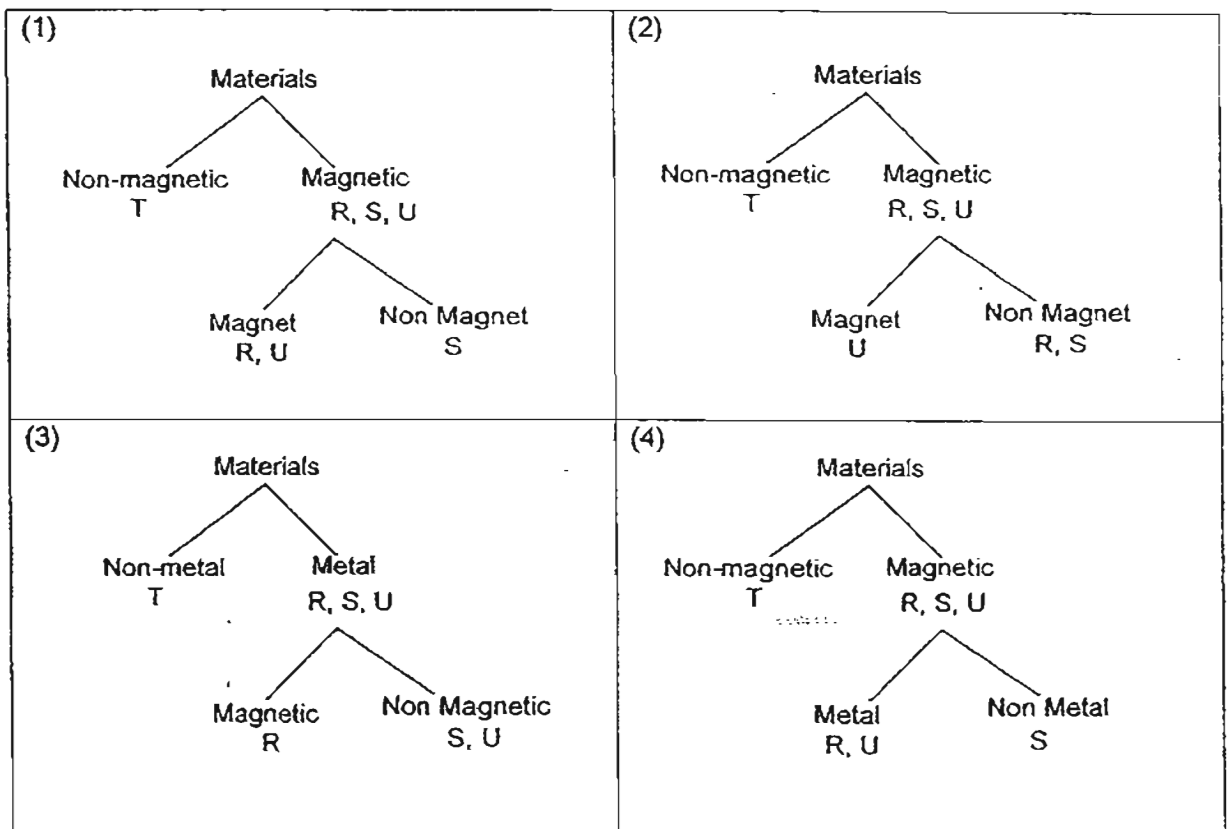 (1)
Materials
Non-magnetic Magnetic
T R, S, U
Magnet Non Magnet
R, U S
(2)
Materials
Non-magnetic Magnetic
T R, S, U
Magnet Non Magnet
U R, S
(3)
Materials
Non-metal Metal
T R, S, U
Magnetic Non Magnetic
R S, U
(4)
Materials
Non-magnetic Magnetic
T R, S, U
Metal Non Metal
R, U S